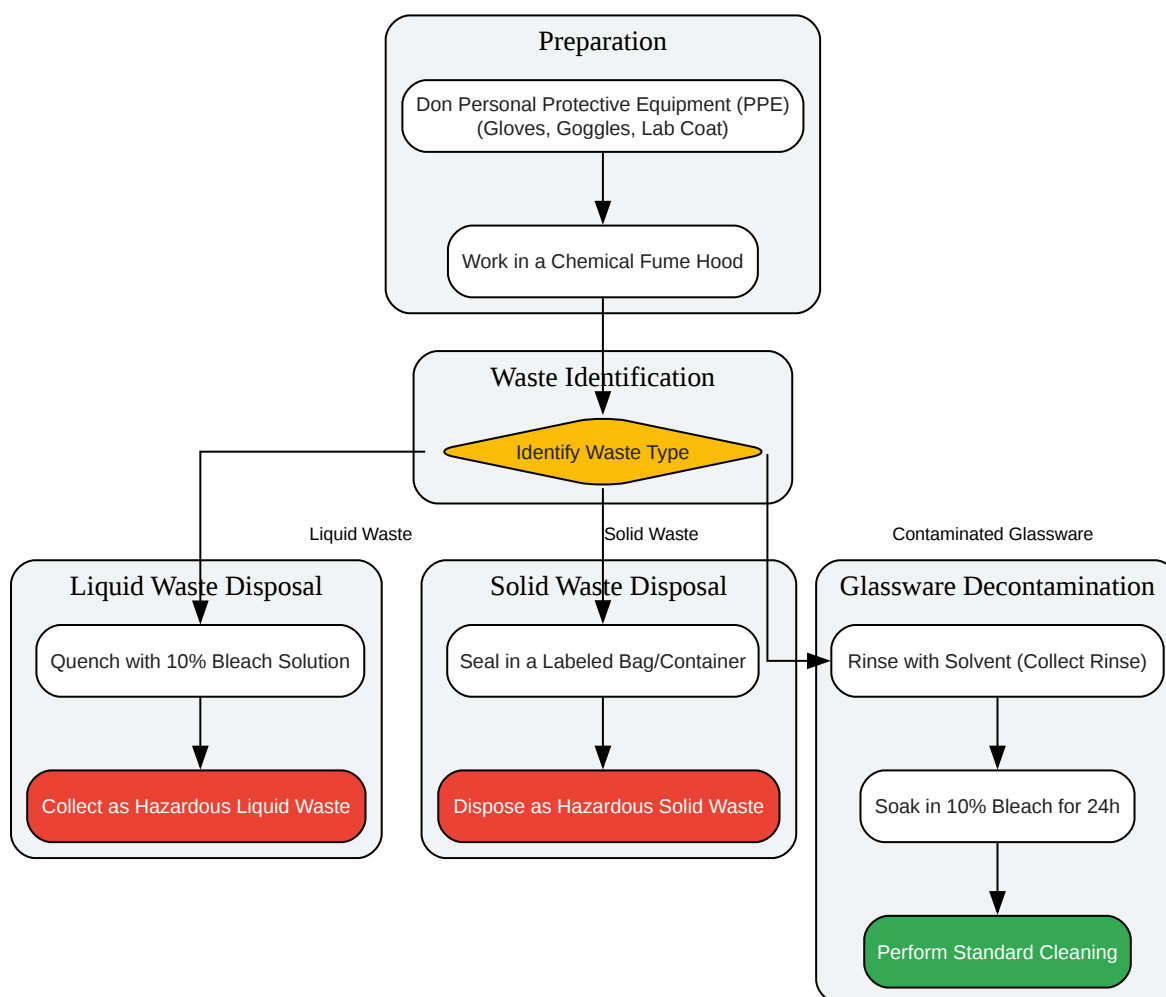 Preparation
Don Personal Protective Equipment (PPE)
(Gloves, Goggles, Lab Coat)
Work in a Chemical Fume Hood
Waste Identification
Identify Waste Type
Liquid Waste
Solid Waste
Contaminated Glassware
Liquid Waste Disposal
Quench with 10% Bleach Solution
Collect as Hazardous Liquid Waste
Solid Waste Disposal
Seal in a Labeled Bag/Container
Dispose as Hazardous Solid Waste
Glassware Decontamination
Rinse with Solvent (Collect Rinse)
Soak in 10% Bleach for 24h
Perform Standard Cleaning